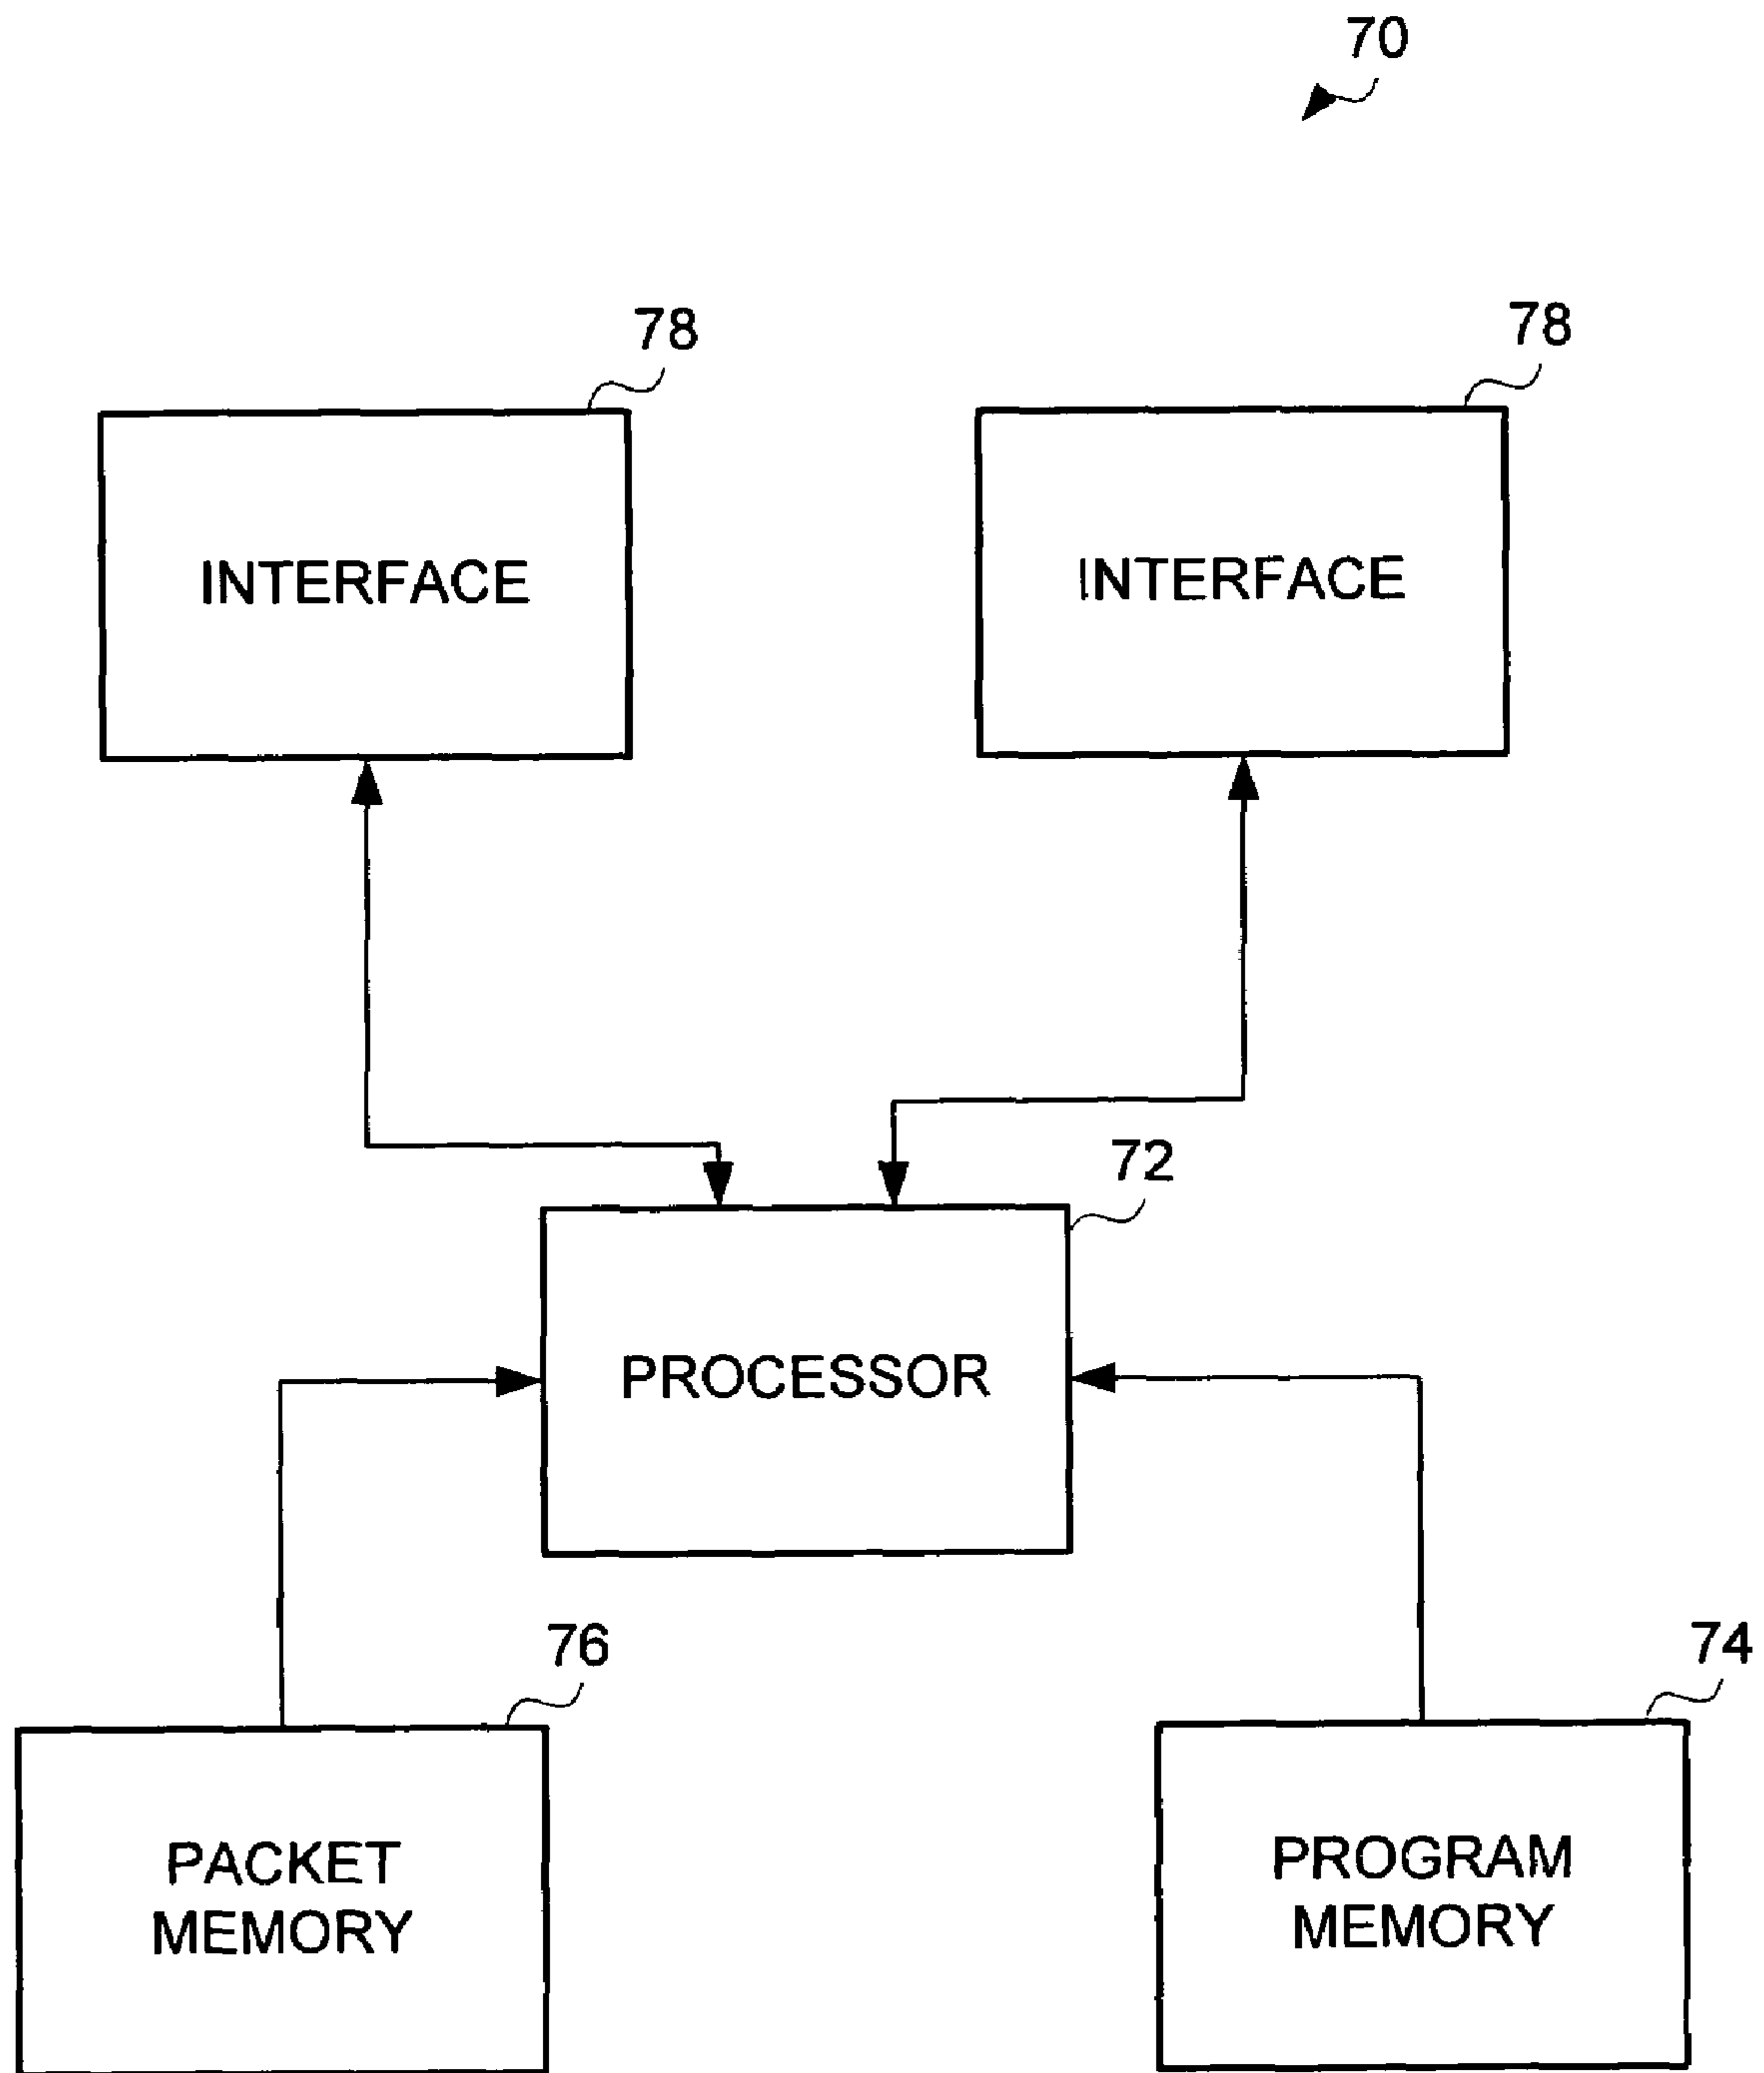 70
78
78
INTERFACE
INTERFACE
72
PROCESSOR
76
74
PACKET
MEMORY
PROGRAM
MEMORY